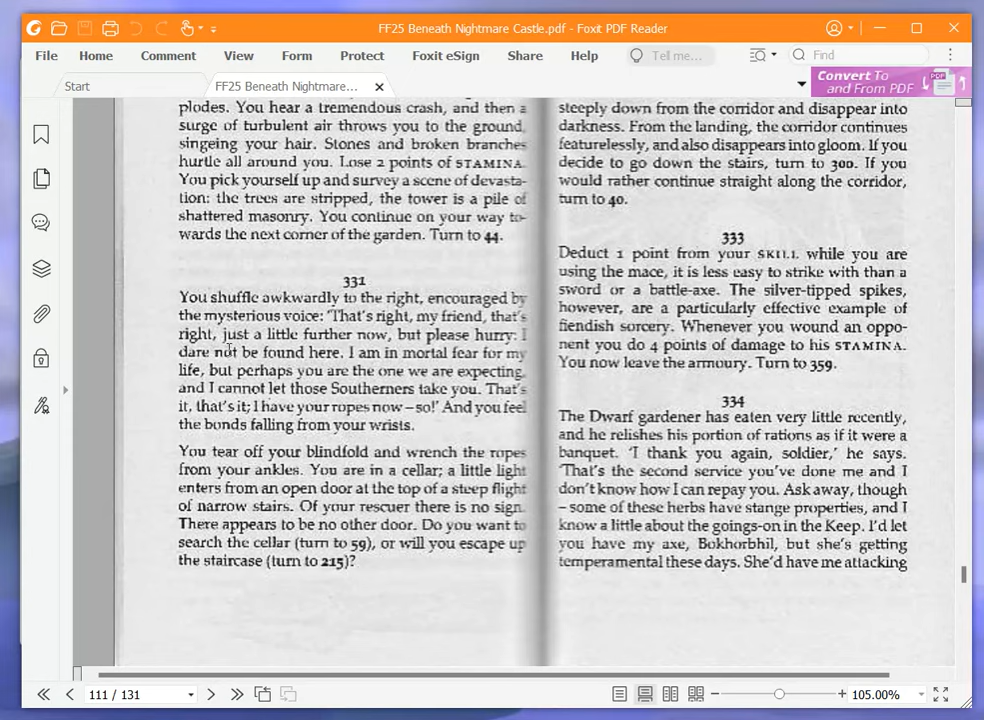 FF25 Beneath Nightmare Castle.pdf - Foxit PDF Reader
File
Home
Comment
View
Form
Protect
Foxit eSign
Share
Help
Tell me...
Find
Start
FF25 Beneath Nightmare...
Convert To
and From PDF
plodes. You hear a tremendous crash, and then a
surge of turbulent air throws you to the ground,
singeing your hair. Stones and broken branches
hurtle all around you. Lose 2 points of STAMINA.
You pick yourself up and survey a scene of devasta-
tion: the trees are stripped, the tower is a pile of
shattered masonry. You continue on your way to-
wards the next corner of the garden. Turn to 44.
331
You shuffle awkwardly to the right, encouraged by
the mysterious voice: 'That's right, my friend, that's
right, just a little further now, but please hurry: I
dare not be found here. I am in mortal fear for my
life, but perhaps you are the one we are expecting,
and I cannot let those Southerners take you. That's
it, that's it; I have your ropes now – so!' And you feel
the bonds falling from your wrists.
You tear off your blindfold and wrench the ropes
from your ankles. You are in a cellar; a little light
enters from an open door at the top of a steep flight
of narrow stairs. Of your rescuer there is no sign.
There appears to be no other door. Do you want to
search the cellar (turn to 59), or will you escape up
the staircase (turn to 215)?
steeply down from the corridor and disappear into
darkness. From the landing, the corridor continues
featurelessly, and also disappears into gloom. If you
decide to go down the stairs, turn to 300. If you
would rather continue straight along the corridor,
turn to 40.
333
Deduct 1 point from your SKILL while you are
using the mace, it is less easy to strike with than a
sword or a battle-axe. The silver-tipped spikes,
however, are a particularly effective example of
fiendish sorcery. Whenever you wound an oppo-
nent you do 4 points of damage to his STAMINA.
You now leave the armoury. Turn to 359.
334
The Dwarf gardener has eaten very little recently,
and he relishes his portion of rations as if it were a
banquet. 'I thank you again, soldier,' he says.
'That's the second service you've done me and I
don't know how I can repay you. Ask away, though
– some of these herbs have stange properties, and I
know a little about the goings-on in the Keep. I'd let
you have my axe, Bokhorbhil, but she's getting
temperamental these days. She'd have me attacking
111 / 131
105.00%